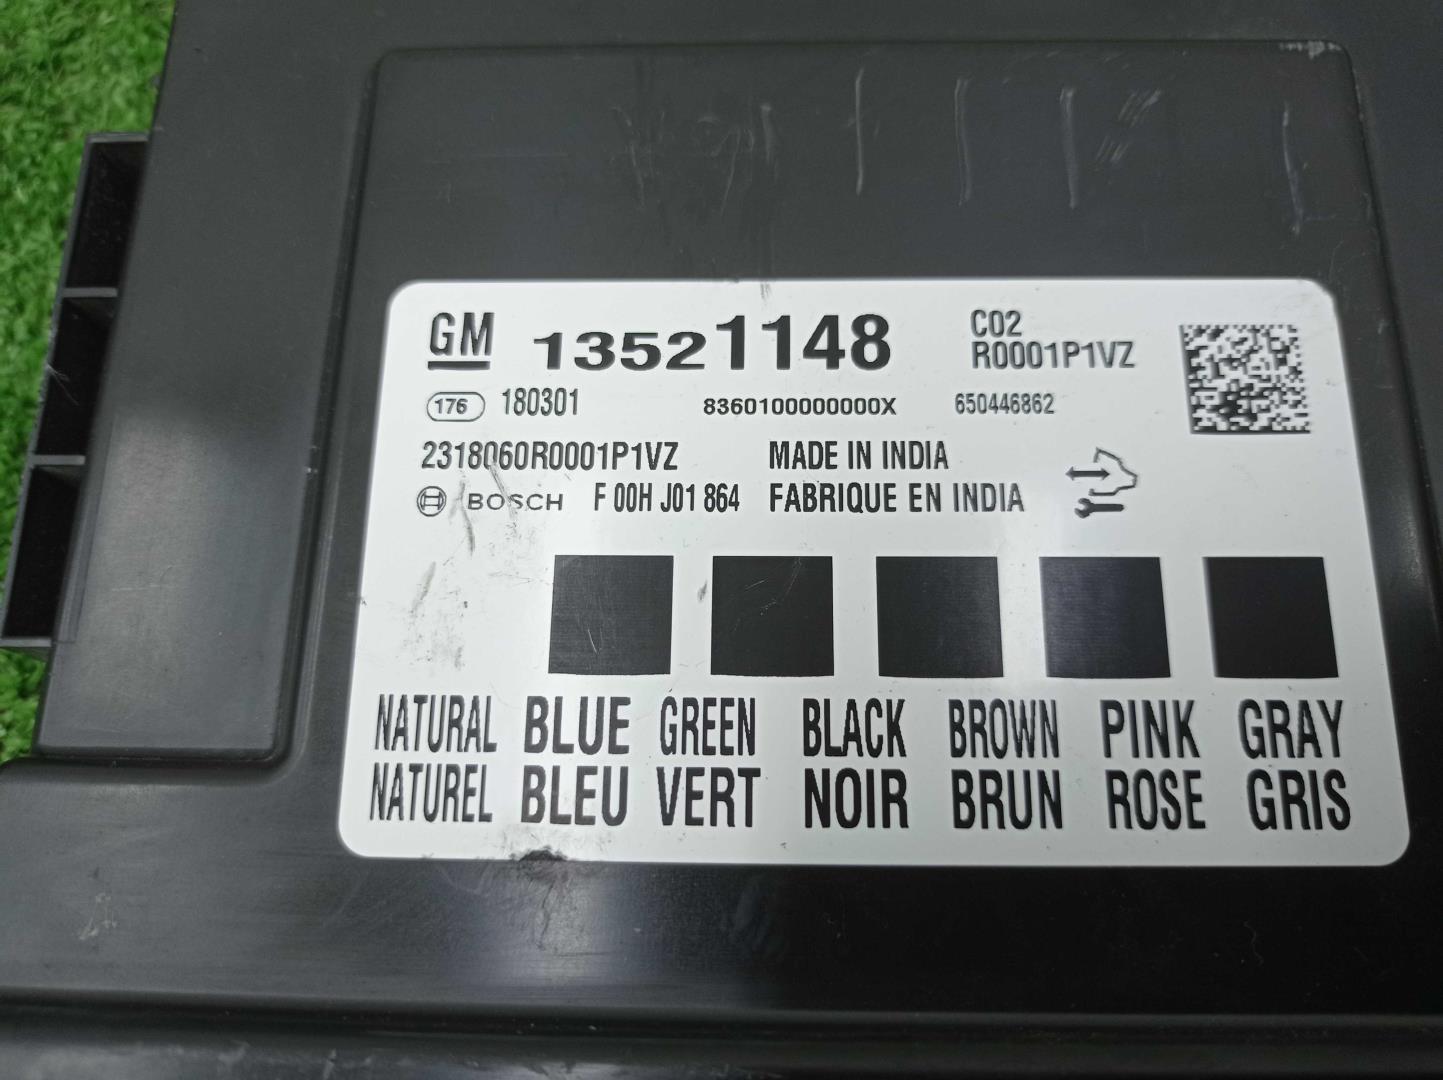 GM 13521148 C02
R0001P1VZ
176 180301 8360100000000X 650446862
2318060R0001P1VZ MADE IN INDIA
BOSCH F 00H J01 864 FABRIQUE EN INDIA
NATURAL BLUE GREEN BLACK BROWN PINK GRAY
NATUREL BLEU VERT NOIR BRUN ROSE GRIS